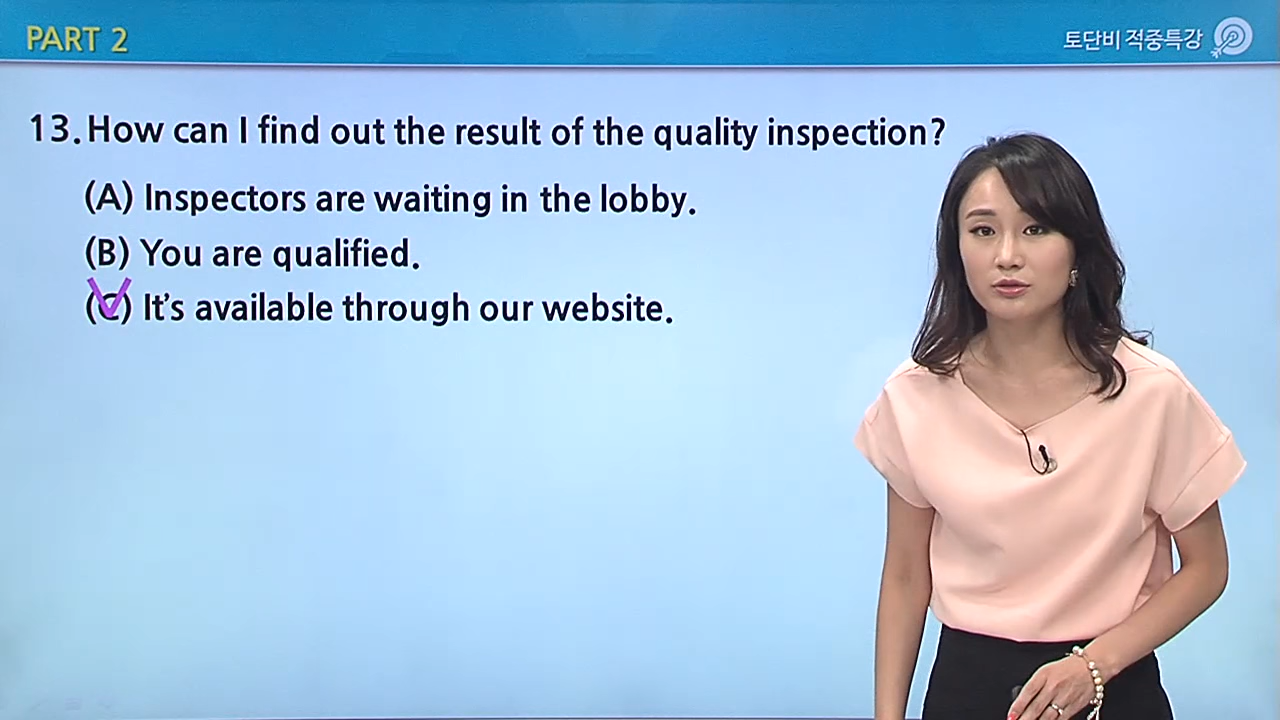 PART 2
토단비 적중특강
13. How can I find out the result of the quality inspection?
(A) Inspectors are waiting in the lobby.
(B) You are qualified.
(C) It's available through our website.